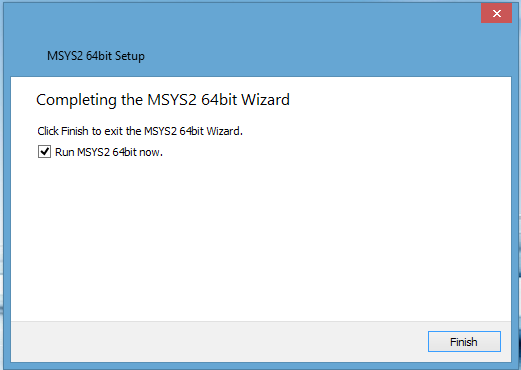 MSYS2 64bit Setup
Completing the MSYS2 64bit Wizard
Click Finish to exit the MSYS2 64bit Wizard.
Run MSYS2 64bit now.
Finish